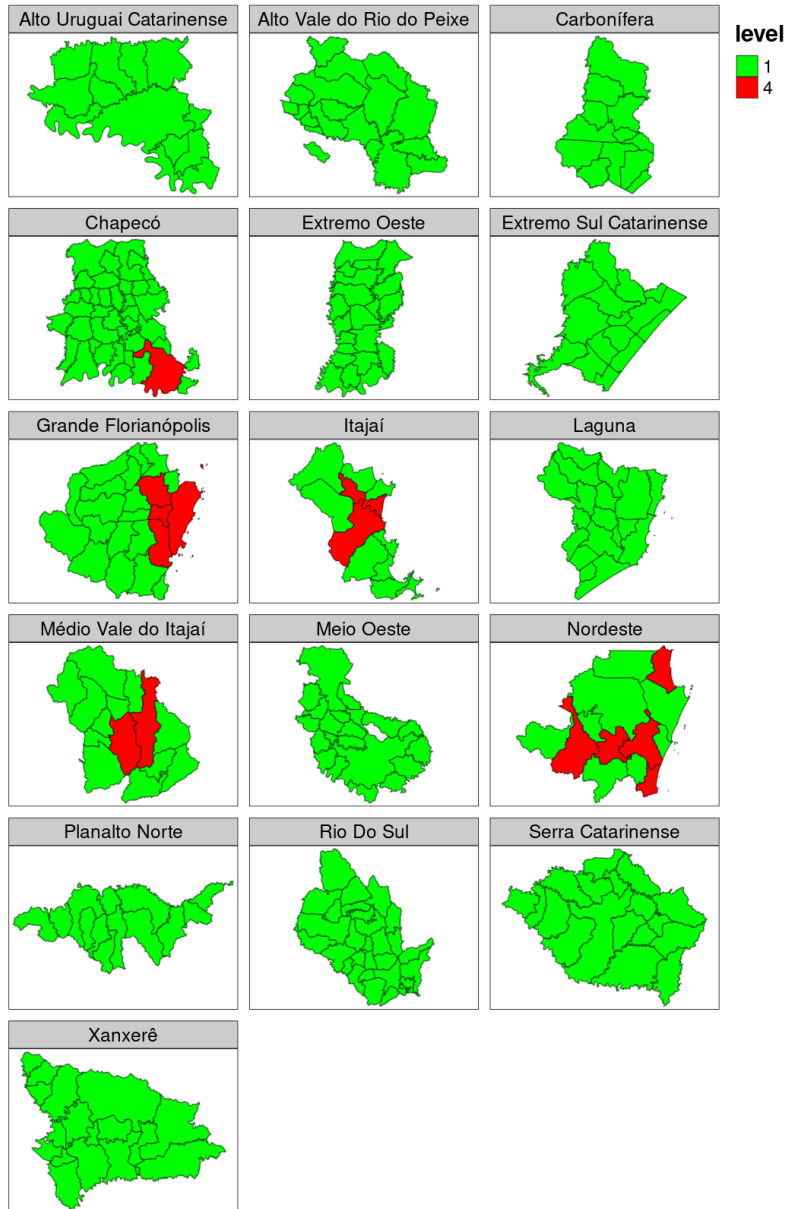 Alto Uruguai Catarinense
Alto Vale do Rio do Peixe
Carbonífera
level
1
4
Chapecó
Extremo Oeste
Extremo Sul Catarinense
Grande Florianópolis
Itajaí
Laguna
Médio Vale do Itajaí
Meio Oeste
Nordeste
Planalto Norte
Rio Do Sul
Serra Catarinense
Xanxerê